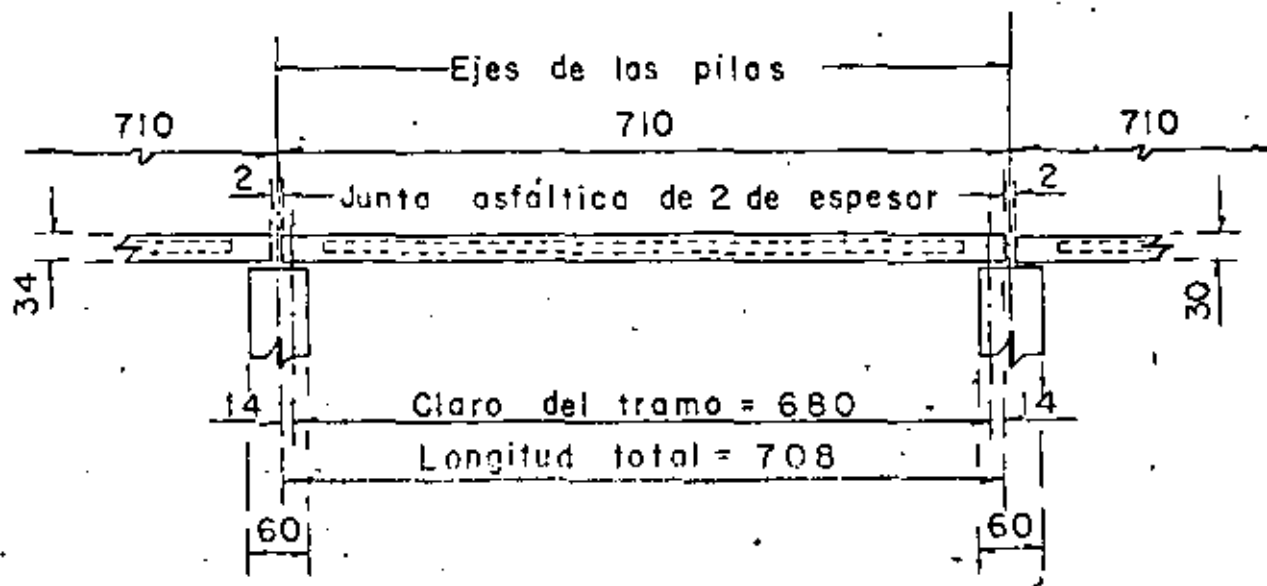 Ejes de las pilas
710 710 710
2 Junta asfáltica de 2 de espesor 2
34 30
14 Claro del tramo = 680 14
Longitud total = 708
60 60